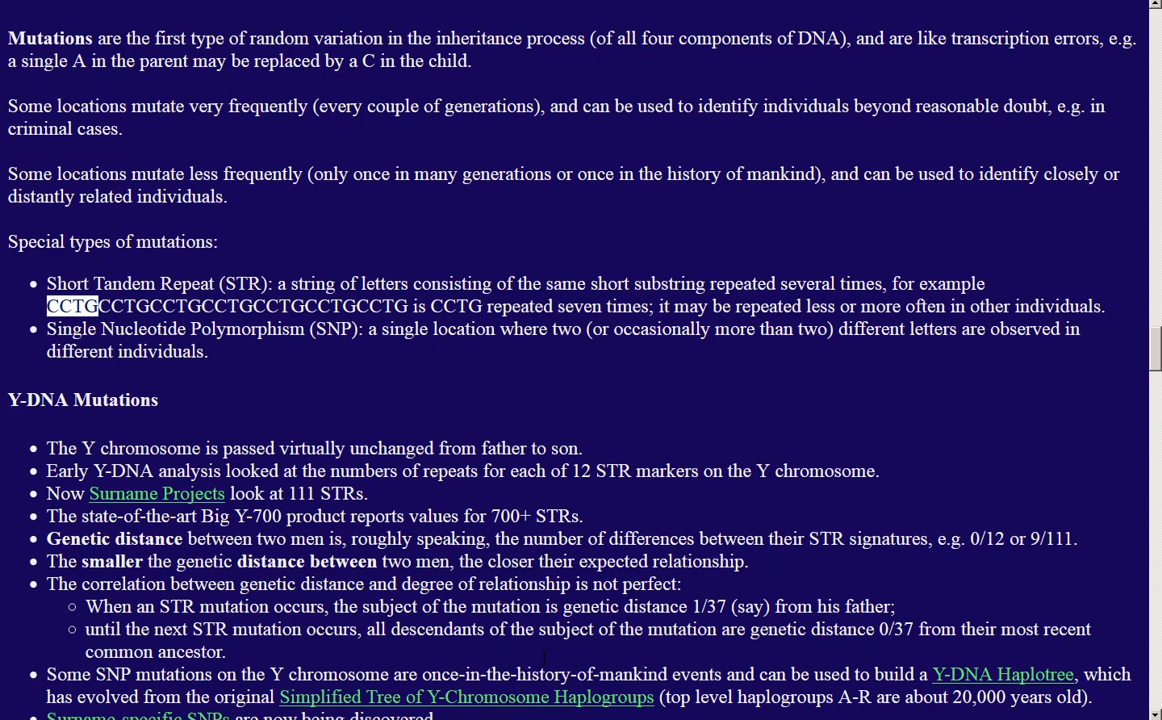 Mutations are the first type of random variation in the inheritance process (of all four components of DNA), and are like transcription errors, e.g.
a single A in the parent may be replaced by a C in the child.
Some locations mutate very frequently (every couple of generations), and can be used to identify individuals beyond reasonable doubt, e.g. in
criminal cases.
Some locations mutate less frequently (only once in many generations or once in the history of mankind), and can be used to identify closely or
distantly related individuals.
Special types of mutations:
• Short Tandem Repeat (STR): a string of letters consisting of the same short substring repeated several times, for example
CCTGCCTGCCTGCCTGCCTGCCTGCCTG is CCTG repeated seven times; it may be repeated less or more often in other individuals.
• Single Nucleotide Polymorphism (SNP): a single location where two (or occasionally more than two) different letters are observed in
different individuals.
Y-DNA Mutations
• The Y chromosome is passed virtually unchanged from father to son.
• Early Y-DNA analysis looked at the numbers of repeats for each of 12 STR markers on the Y chromosome.
• Now Surname Projects look at 111 STRs.
• The state-of-the-art Big Y-700 product reports values for 700+ STRs.
• Genetic distance between two men is, roughly speaking, the number of differences between their STR signatures, e.g. 0/12 or 9/111.
• The smaller the genetic distance between two men, the closer their expected relationship.
• The correlation between genetic distance and degree of relationship is not perfect:
○ When an STR mutation occurs, the subject of the mutation is genetic distance 1/37 (say) from his father;
○ until the next STR mutation occurs, all descendants of the subject of the mutation are genetic distance 0/37 from their most recent
common ancestor.
• Some SNP mutations on the Y chromosome are once-in-the-history-of-mankind events and can be used to build a Y-DNA Haplotree, which
has evolved from the original Simplified Tree of Y-Chromosome Haplogroups (top level haplogroups A-R are about 20,000 years old).
• Surname-specific SNPs are now being discovered